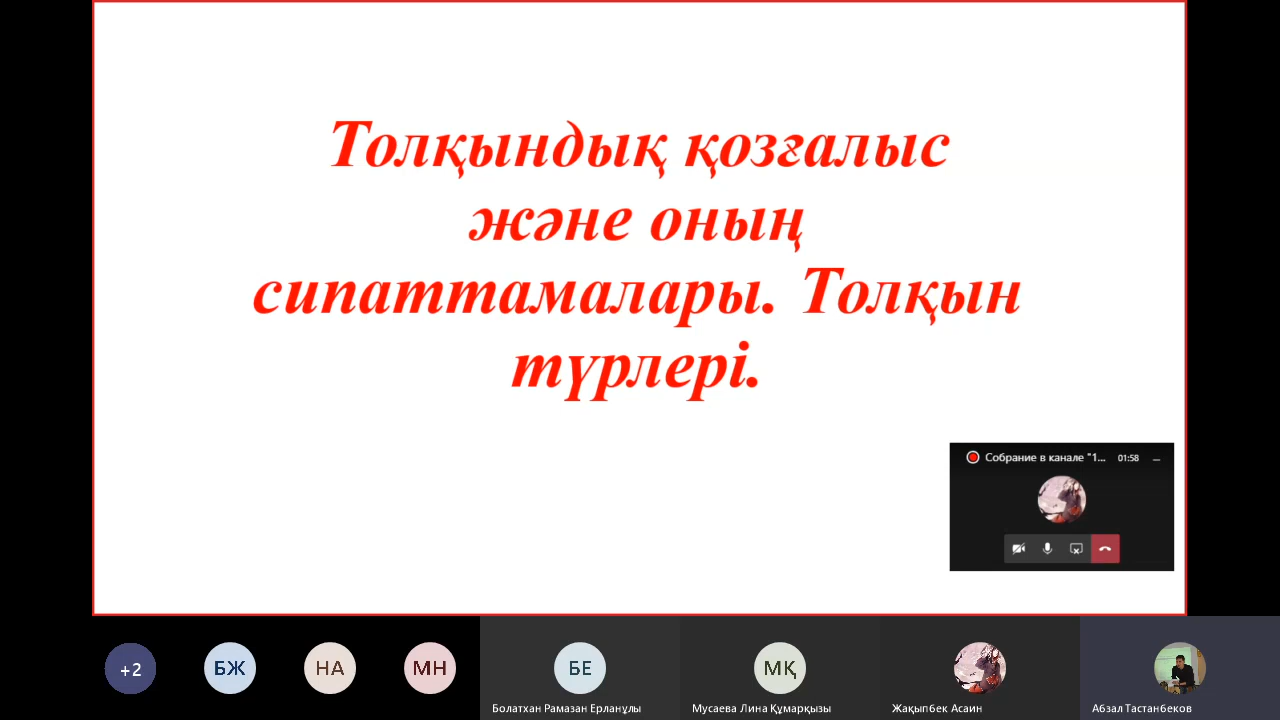 Толқындық қозғалыс
және оның
сипаттамалары. Толқын
түрлері.
Собрание в канале "1... 01:58
+2
БЖ
НА
МН
БЕ
МҚ
Болатхан Рамазан Ерланұлы
Мусаева Лина Құмарқызы
Жақыпбек Асаин
Абзал Тастанбеков